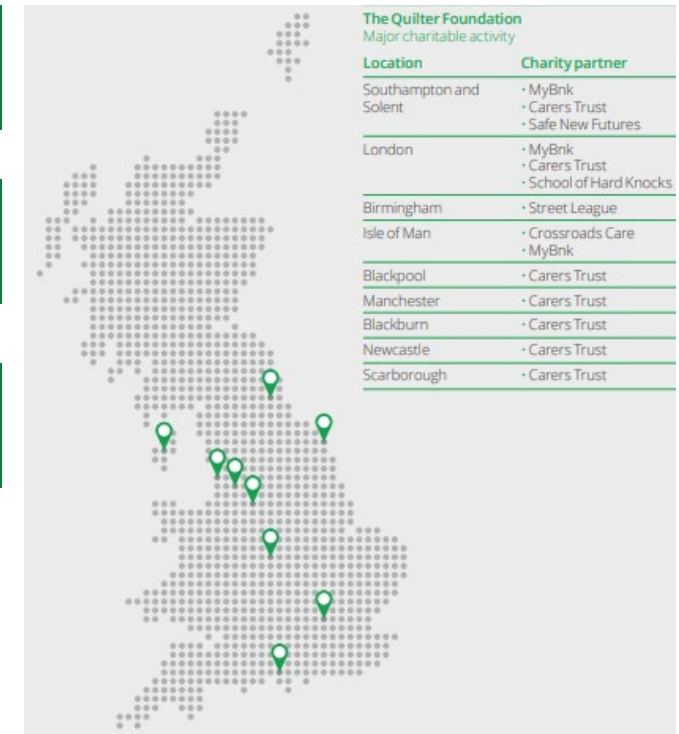 The Quilter Foundation
Major charitable activity
Location Charity partner
Southampton and Solent
• MyBnk
• Carers Trust
• Safe New Futures
London
• MyBnk
• Carers Trust
• School of Hard Knocks
Birmingham
• Street League
Isle of Man
• Crossroads Care
• MyBnk
Blackpool
• Carers Trust
Manchester
• Carers Trust
Blackburn
• Carers Trust
Newcastle
• Carers Trust
Scarborough
• Carers Trust